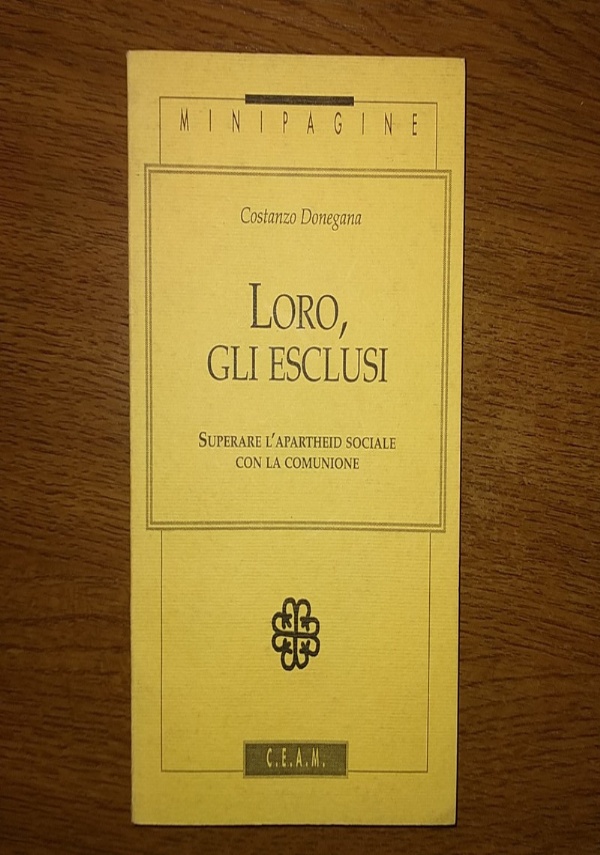 MINIPAGINE
Costanzo Donegana
LORO,
GLI ESCLUSI
SUPERARE L'APARTHEID SOCIALE
CON LA COMUNIONE
C.E.A.M.